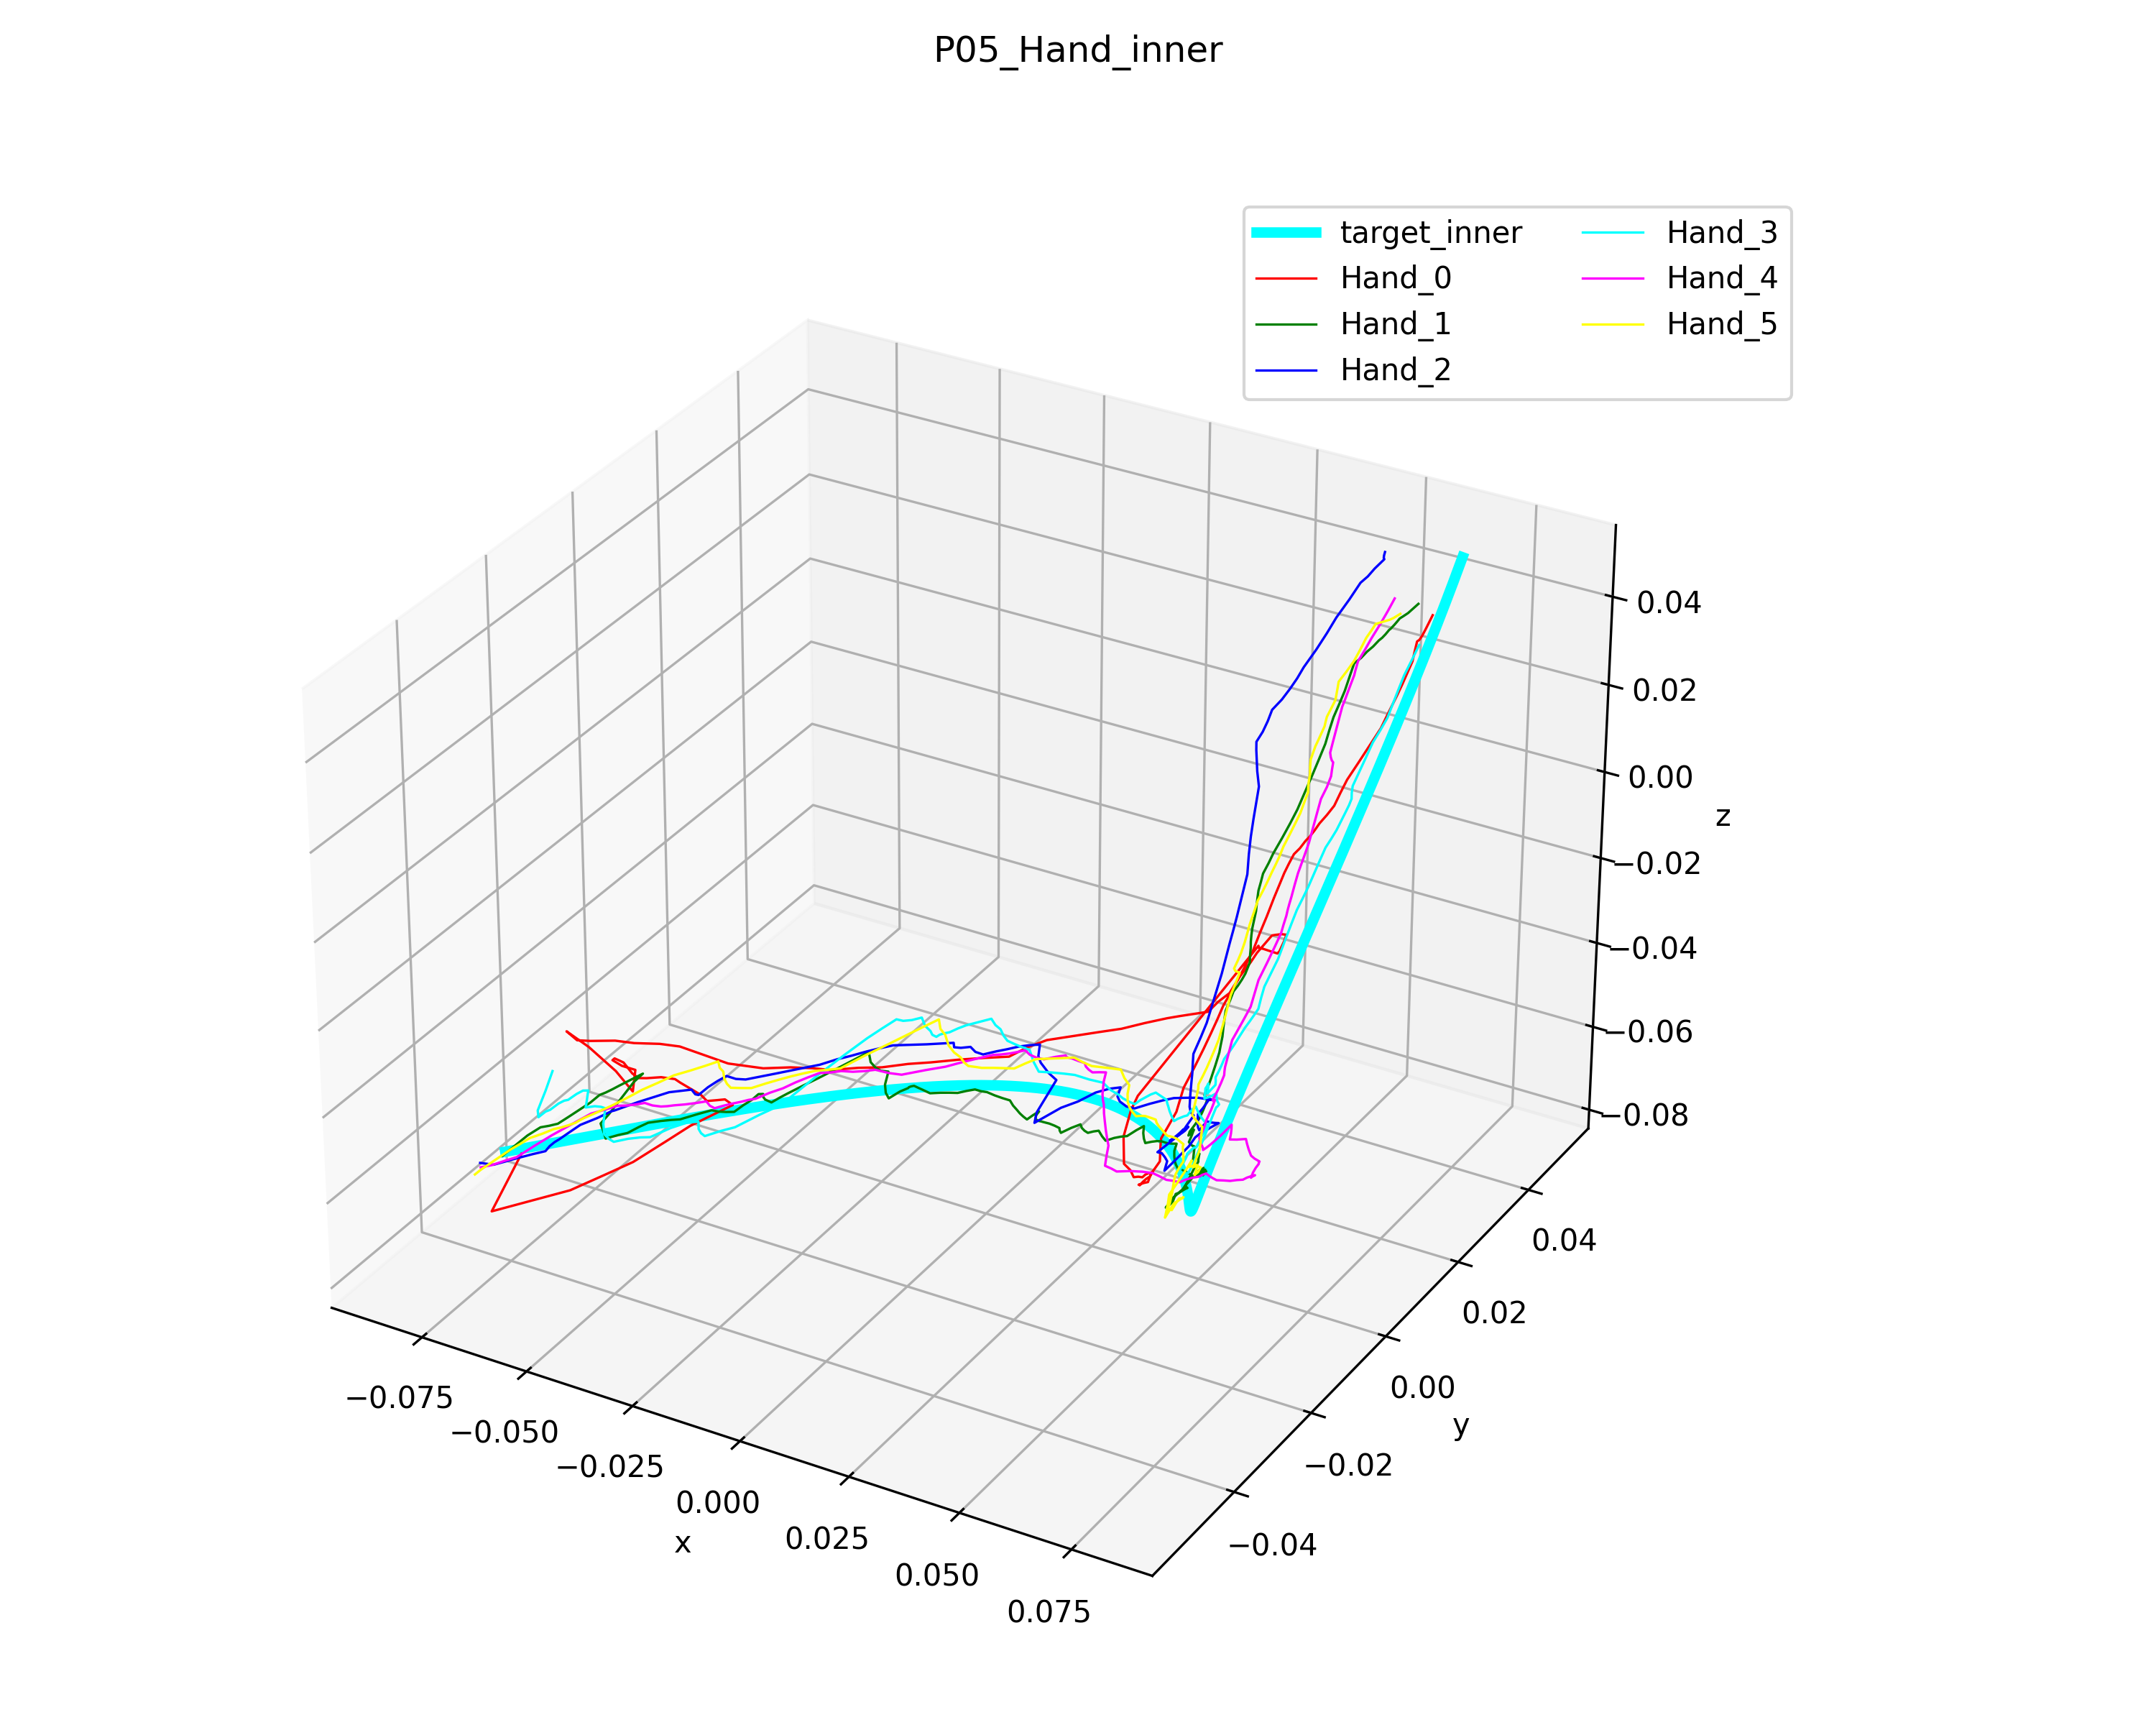 P05_Hand_inner
target_inner
Hand_0
Hand_1
Hand_2
Hand_3
Hand_4
Hand_5
0.04
0.02
0.00
−0.02
−0.04
−0.06
−0.08
z
0.04
0.02
0.00
−0.02
−0.04
y
−0.075
−0.050
−0.025
0.000
0.025
0.050
0.075
x